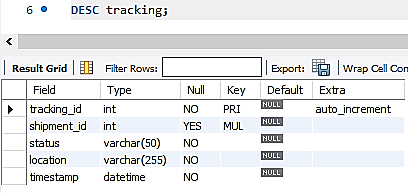 6 DESC tracking;
Result Grid Filter Rows: Export: Wrap Cell Con
Field Type Null Key Default Extra
tracking_id int NO PRI NULL auto_increment
shipment_id int YES MUL NULL
status varchar(50) NO NULL
location varchar(255) NO NULL
timestamp datetime NO NULL